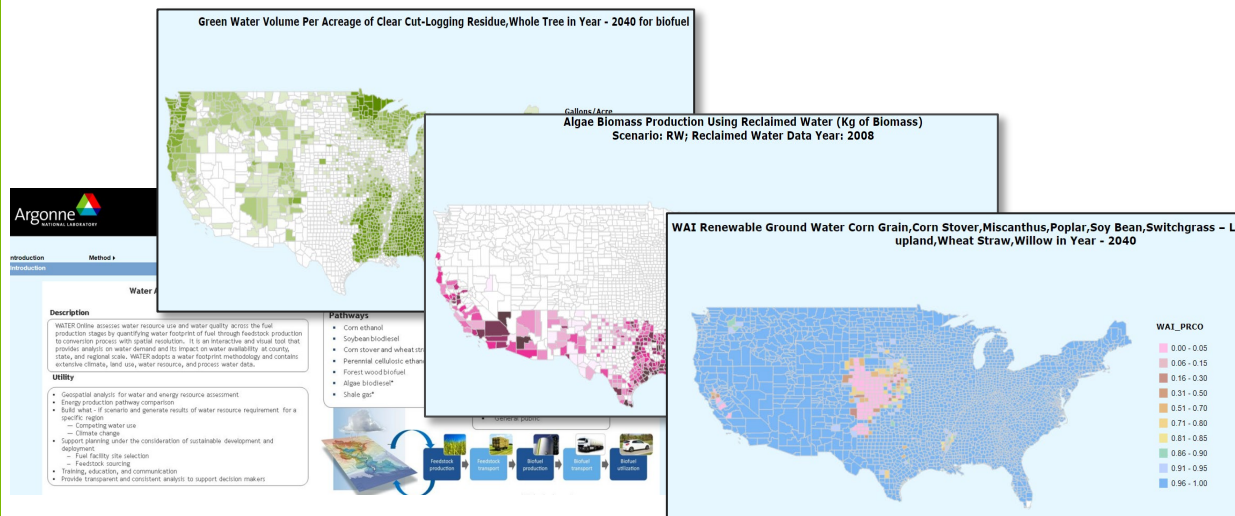 Green Water Volume Per Acreage of Clear Cut-Logging Residue,Whole Tree in Year - 2040 for biofuel
Gallons/Acre
Algae Biomass Production Using Reclaimed Water (Kg of Biomass)
Scenario: RW; Reclaimed Water Data Year: 2008
WAI Renewable Ground Water Corn Grain,Corn Stover,Miscanthus,Poplar,Soy Bean,Switchgrass – L
upland,Wheat Straw,Willow in Year - 2040
WAI_PRCO
0.00 - 0.05
0.06 - 0.15
0.16 - 0.30
0.31 - 0.50
0.51 - 0.70
0.71 - 0.80
0.81 - 0.85
0.86 - 0.90
0.91 - 0.95
0.96 - 1.00
Argonne
NATIONAL LABORATORY
ntroduction Method
Introduction
Water
Description
WATER Online assesses water resource use and water quality across the fuel
production stages by quantifying water footprint of fuel through feedstock production
to conversion process with spatial resolution. It is an interactive and visual tool that
provides analysis on water demand and its impact on water availability at county,
state, and regional scale. WATER adopts a water footprint methodology and contains
extensive climate, land use, water resource, and process water data.
Utility
• Geospatial analysis for water and energy resource assessment
• Energy production pathway comparison
• Build what - if scenario and generate results of water resource requirement for a
specific region
— Competing water use
— Climate change
• Support planning under the consideration of sustainable development and
deployment
– Fuel facility site selection
– Feedstock sourcing
• Training, education, and communication
• Provide transparent and consistent analysis to support decision makers
Pathways
• Corn ethanol
• Soybean biodiesel
• Corn stover and wheat str
• Perennial cellulosic ethan
• Forest wood biofuel
• Algae biodiesel*
• Shale gas*
• General public
Feedstock
production
Feedstock
transport
Biofuel
production
Biofuel
transport
Biofuel
utilization